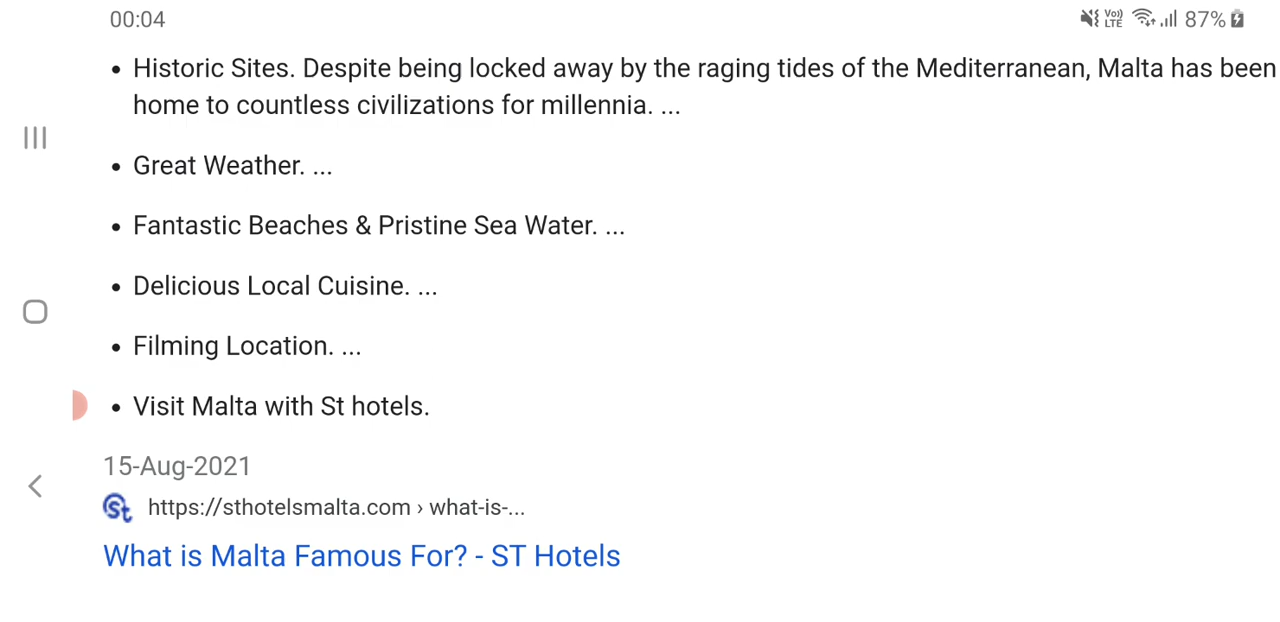 00:04
Vo)) LTE 87%
• Historic Sites. Despite being locked away by the raging tides of the Mediterranean, Malta has been
home to countless civilizations for millennia. ...
• Great Weather. ...
• Fantastic Beaches & Pristine Sea Water. ...
• Delicious Local Cuisine. ...
• Filming Location. ...
• Visit Malta with St hotels.
15-Aug-2021
St https://sthotelsmalta.com › what-is-...
What is Malta Famous For? - ST Hotels